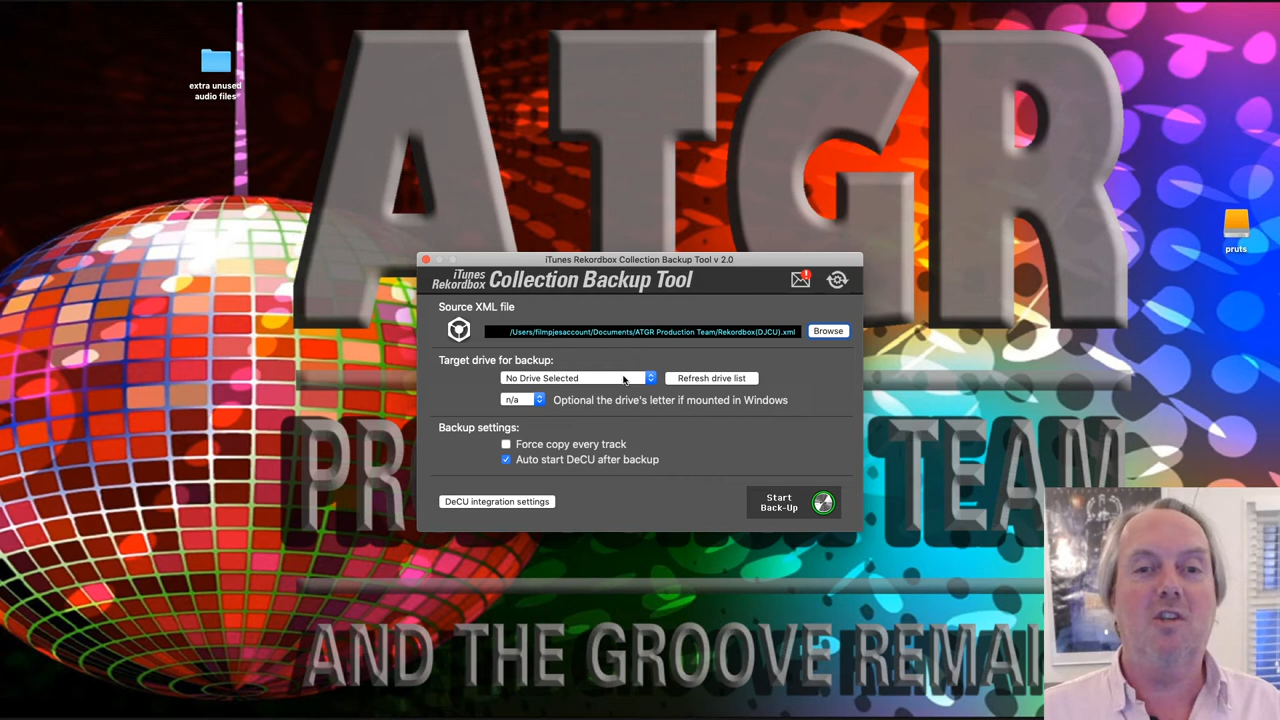 ATGR
extra unused
audio files
pruts
iTunes Rekordbox Collection Backup Tool v 2.0
iTunes
Rekordbox Collection Backup Tool
Source XML file
/Users/filmpjesaccount/Documents/ATGR Production Team/Rekordbox(DJCU).xml
Browse
Target drive for backup:
No Drive Selected
Refresh drive list
n/a
Optional the drive's letter if mounted in Windows
Backup settings:
Force copy every track
Auto start DeCU after backup
DeCU integration settings
Start
Back-Up
PR TEAM
AND THE GROOVE REMAI